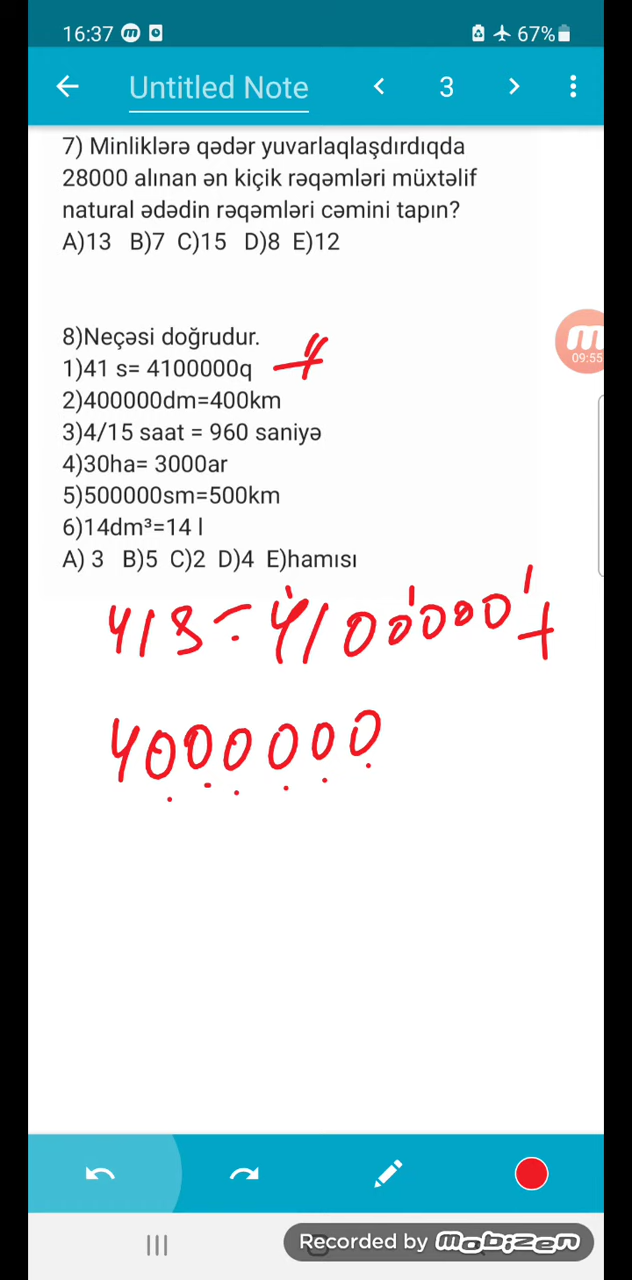 16:37 m 67%
Untitled Note < 3 >
7) Minliklərə qədər yuvarlaqlaşdırdıqda
28000 alınan ən kiçik rəqəmləri müxtəlif
natural ədədin rəqəmləri cəmini tapın?
A)13 B)7 C)15 D)8 E)12
8)Neçəsi doğrudur.
1)41 s= 4100000q
m
09:55
2)400000dm=400km
3)4/15 saat = 960 saniyə
4)30ha= 3000ar
5)500000sm=500km
6)14dm³=14 l
A) 3 B)5 C)2 D)4 E)hamısı
41s = 4100000
4000000
Recorded by mobizen